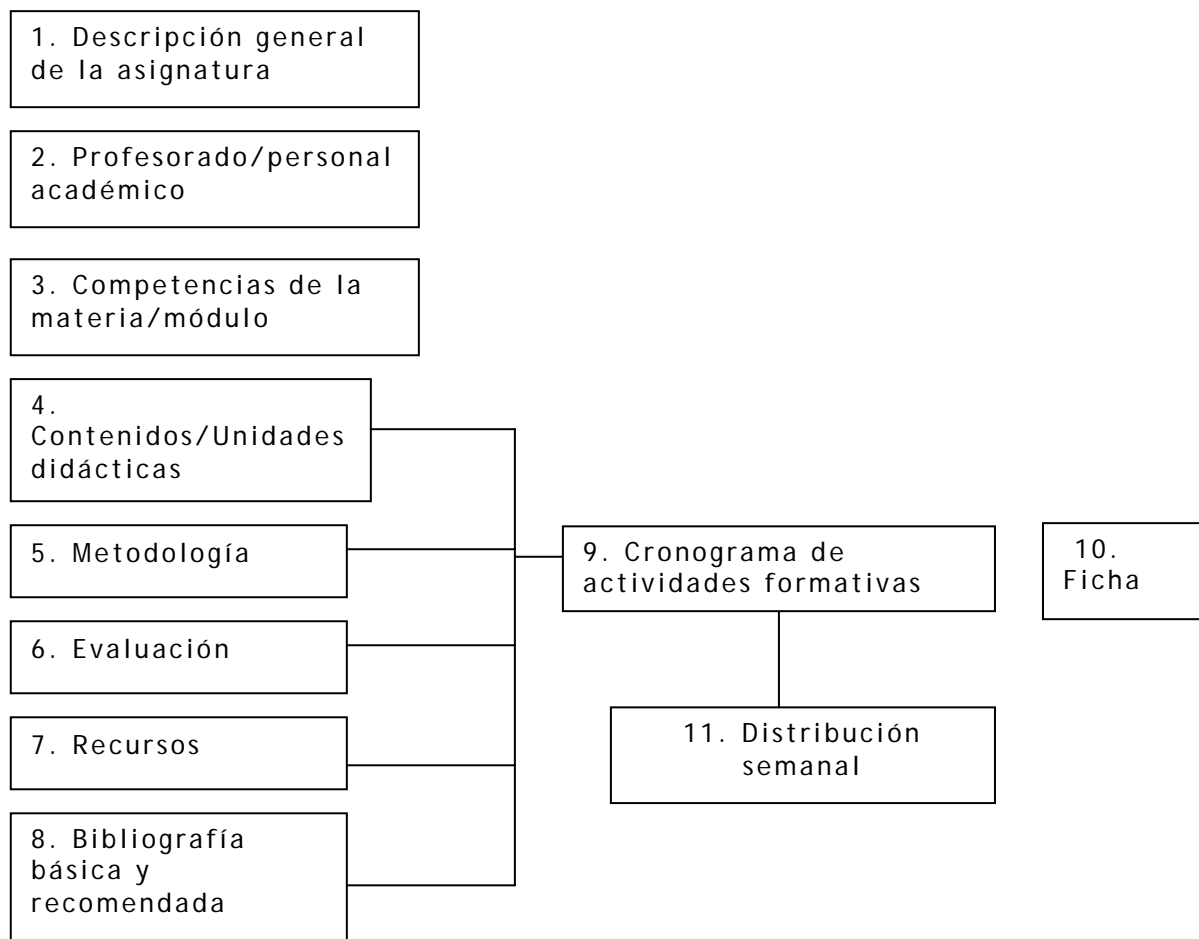 1. Descripción general
de la asignatura
2. Profesorado/personal
académico
3. Competencias de la
materia/módulo
4.
Contenidos/Unidades
didácticas
5. Metodología
6. Evaluación
7. Recursos
8. Bibliografía
básica y
recomendada
9. Cronograma de
actividades formativas
10.
Ficha
11. Distribución
semanal